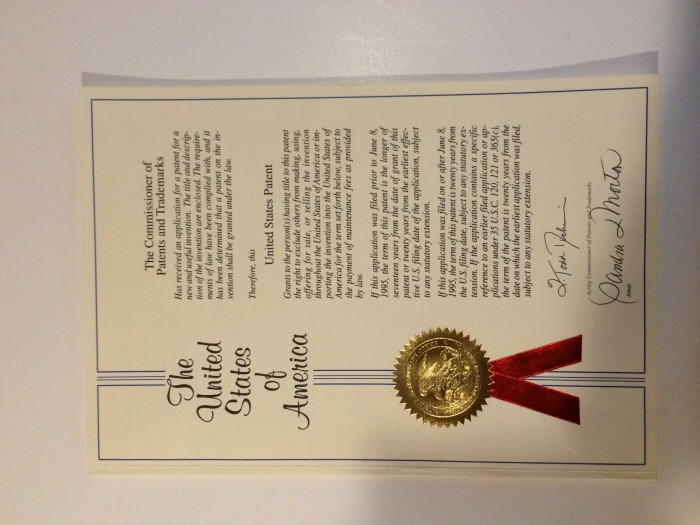 The
United
States
of
America
The Commissioner of
Patents and Trademarks
Has received an application for a patent for a
new and useful invention. The title and descrip-
tion of the invention are enclosed. The require-
ments of law have been complied with, and it
has been determined that a patent on the in-
vention shall be granted under the law.
Therefore, this
United States Patent
Grants to the person(s) having title to this patent
the right to exclude others from making, using,
offering for sale, or selling the invention
throughout the United States of America or im-
porting the invention into the United States of
America for the term set forth below, subject to
the payment of maintenance fees as provided
by law.
If this application was filed prior to June 8,
1995, the term of this patent is the longer of
seventeen years from the date of grant of this
patent or twenty years from the earliest effec-
tive U.S. filing date of the application, subject
to any statutory extension.
If this application was filed on or after June 8,
1995, the term of this patent is twenty years from
the U.S. filing date, subject to any statutory ex-
tension. If the application contains a specific
reference to an earlier filed application or ap-
plications under 35 U.S.C. 120, 121 or 365(c),
the term of the patent is twenty years from the
date on which the earliest application was filed,
subject to any statutory extension.
Acting Commissioner of Patents and Trademarks
Attest